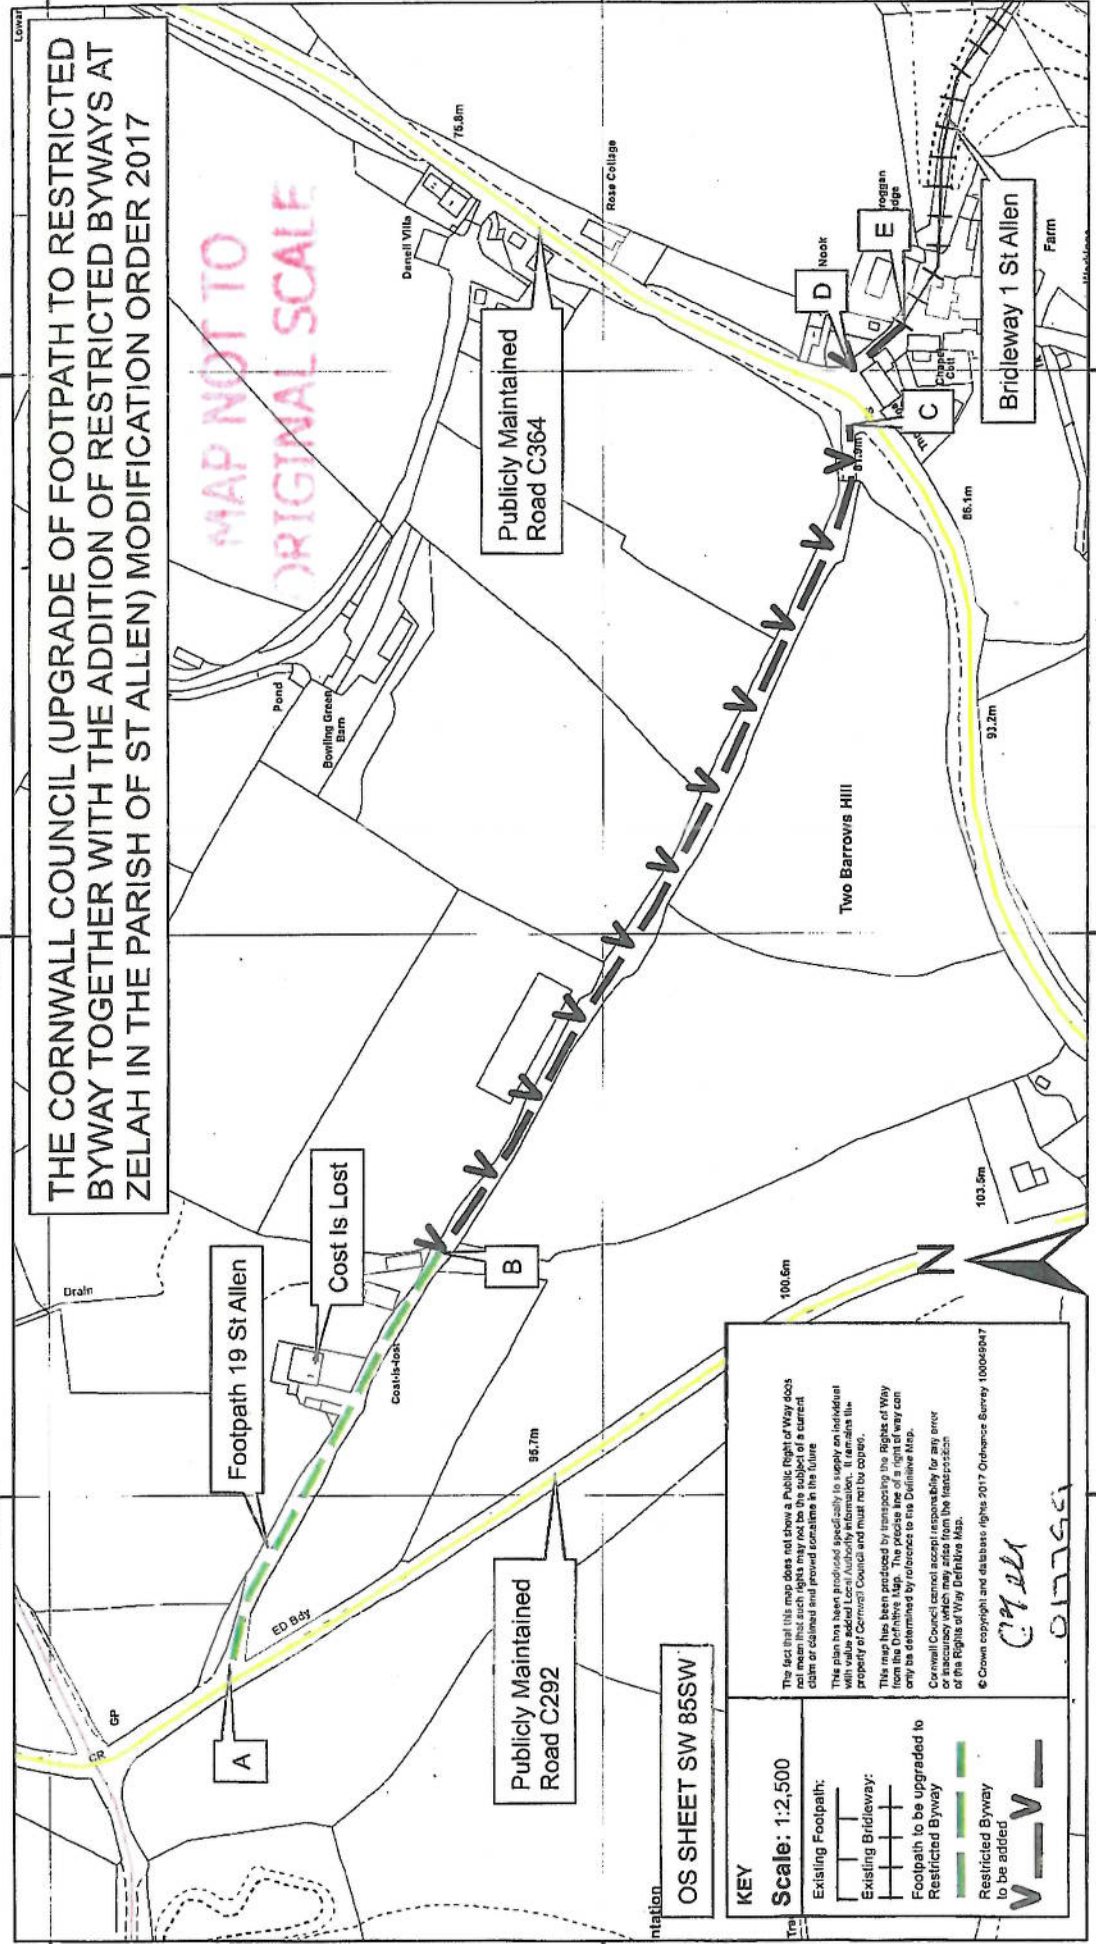 THE CORNWALL COUNCIL (UPGRADE OF FOOTPATH TO RESTRICTED
BYWAY TOGETHER WITH THE ADDITION OF RESTRICTED BYWAYS AT
ZELAH IN THE PARISH OF ST ALLEN) MODIFICATION ORDER 2017
MAP NOT TO
ORIGINAL SCALE
Drain
Footpath 19 St Allen
Cost Is Lost
Cost-is-lost
GP
CR
A
ED Bdy
B
Pond
Bowling Green
Barn
Danell Villa
75.8m
Rose Cottage
Publicly Maintained
Road C364
Nook
D
E
C
Chapel
Cott
81.9m
86.1m
93.2m
Two Barrows Hill
Bridleway 1 St Allen
Farm
Publicly Maintained
Road C292
96.7m
100.6m
103.5m
N
ntation
OS SHEET SW 85SW
KEY
Scale: 1:2,500
Existing Footpath:
Existing Bridleway:
Footpath to be upgraded to
Restricted Byway
Restricted Byway
to be added
The fact that this map does not show a Public Right of Way does
not mean that such rights may not be the subject of a current
claim or claimed and proved sometime in the future
This plan has been produced specifically to supply an individual
with value added Local Authority information. It remains the
property of Cornwall Council and must not be copied.
This map has been produced by transposing the Rights of Way
from the Definitive Map. The precise line of a right of way can
only be determined by reference to the Definitive Map.
Cornwall Council cannot accept responsibility for any error
or inaccuracy which may arise from the transposition
of the Rights of Way Definitive Map.
© Crown copyright and database rights 2017 Ordnance Survey 100049047